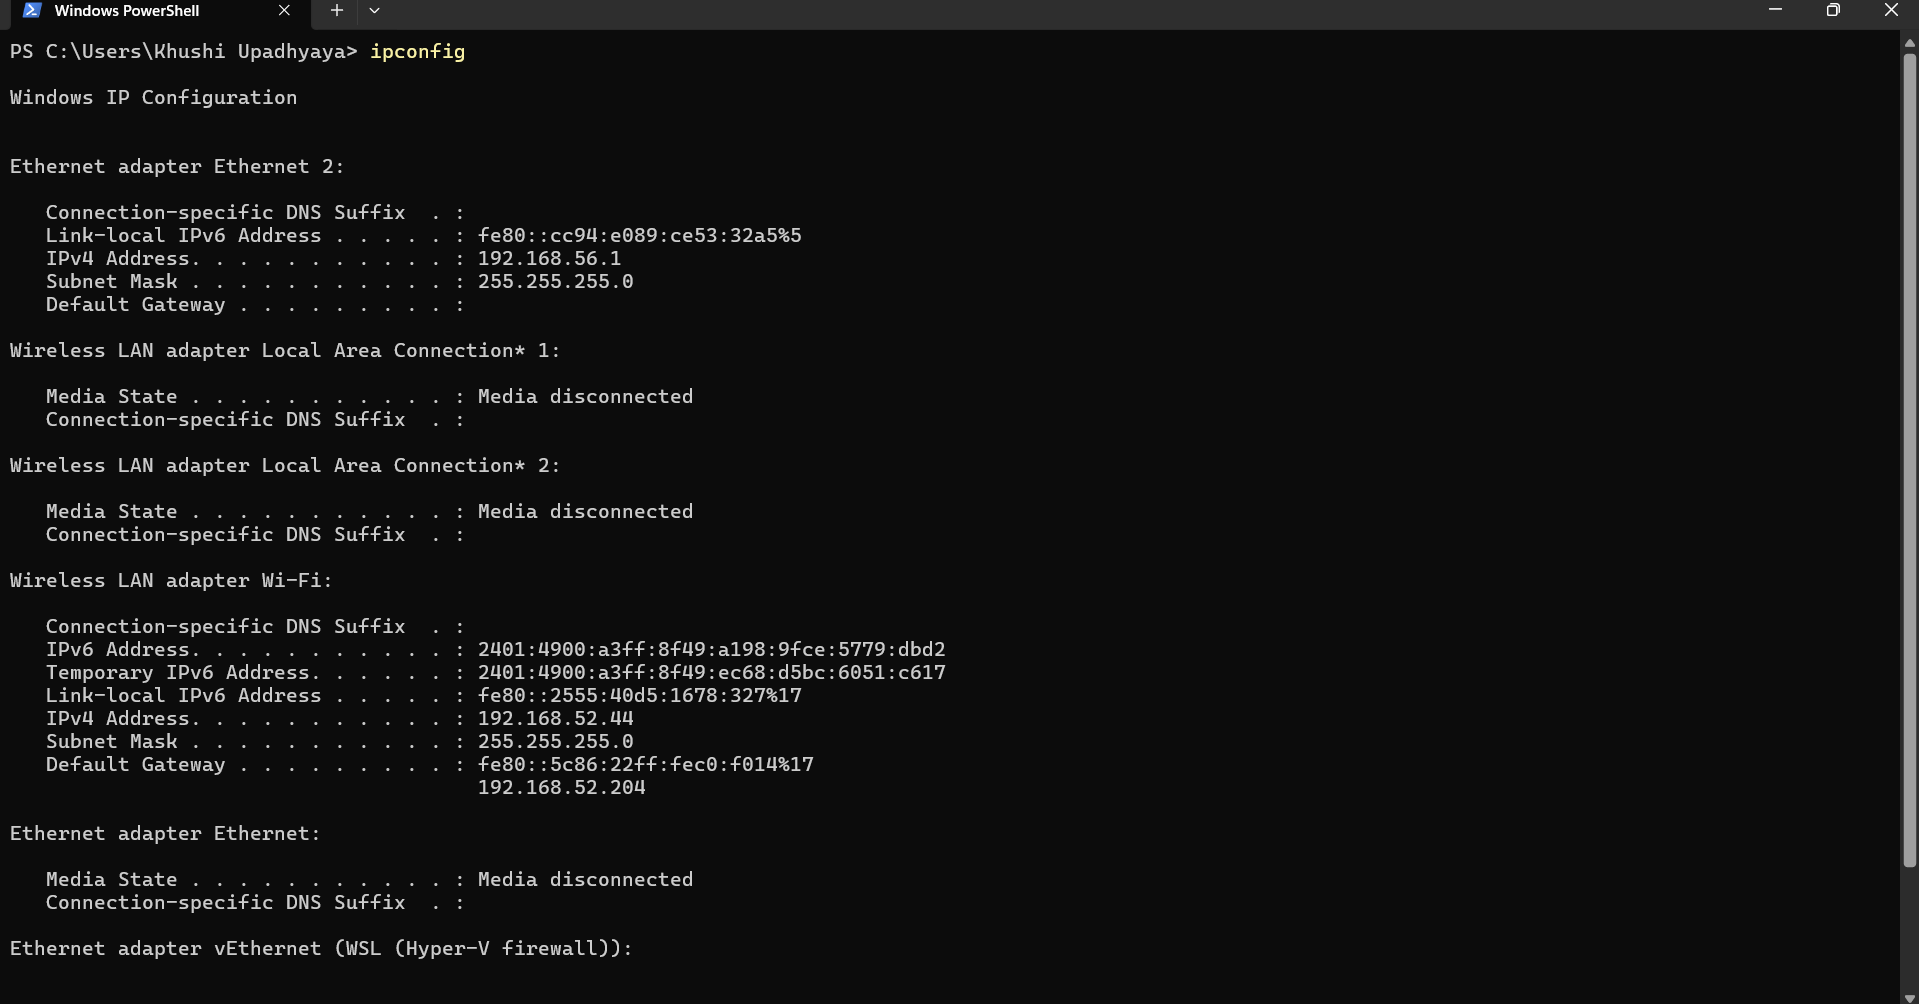 Windows PowerShell
PS C:\Users\Khushi Upadhyaya> ipconfig
Windows IP Configuration
Ethernet adapter Ethernet 2:
   Connection-specific DNS Suffix  . :
   Link-local IPv6 Address . . . . . : fe80::cc94:e089:ce53:32a5%5
   IPv4 Address. . . . . . . . . . . : 192.168.56.1
   Subnet Mask . . . . . . . . . . . : 255.255.255.0
   Default Gateway . . . . . . . . . :
Wireless LAN adapter Local Area Connection* 1:
   Media State . . . . . . . . . . . : Media disconnected
   Connection-specific DNS Suffix  . :
Wireless LAN adapter Local Area Connection* 2:
   Media State . . . . . . . . . . . : Media disconnected
   Connection-specific DNS Suffix  . :
Wireless LAN adapter Wi-Fi:
   Connection-specific DNS Suffix  . :
   IPv6 Address. . . . . . . . . . . : 2401:4900:a3ff:8f49:a198:9fce:5779:dbd2
   Temporary IPv6 Address. . . . . . : 2401:4900:a3ff:8f49:ec68:d5bc:6051:c617
   Link-local IPv6 Address . . . . . : fe80::2555:40d5:1678:327%17
   IPv4 Address. . . . . . . . . . . : 192.168.52.44
   Subnet Mask . . . . . . . . . . . : 255.255.255.0
   Default Gateway . . . . . . . . . : fe80::5c86:22ff:fec0:f014%17
                                       192.168.52.204
Ethernet adapter Ethernet:
   Media State . . . . . . . . . . . : Media disconnected
   Connection-specific DNS Suffix  . :
Ethernet adapter vEthernet (WSL (Hyper-V firewall)):